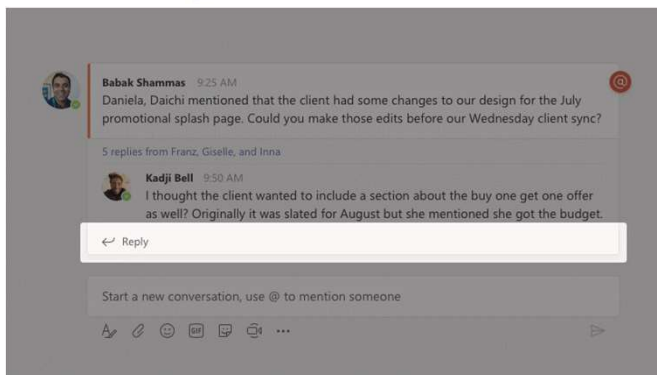 Babak Shammas 9:25 AM
Daniela, Daichi mentioned that the client had some changes to our design for the July
promotional splash page. Could you make those edits before our Wednesday client sync?
5 replies from Franz, Giselle, and Inna
Kadji Bell 9:50 AM
I thought the client wanted to include a section about the buy one get one offer
as well? Originally it was slated for August but she mentioned she got the budget.
Reply
Start a new conversation, use @ to mention someone
GIF